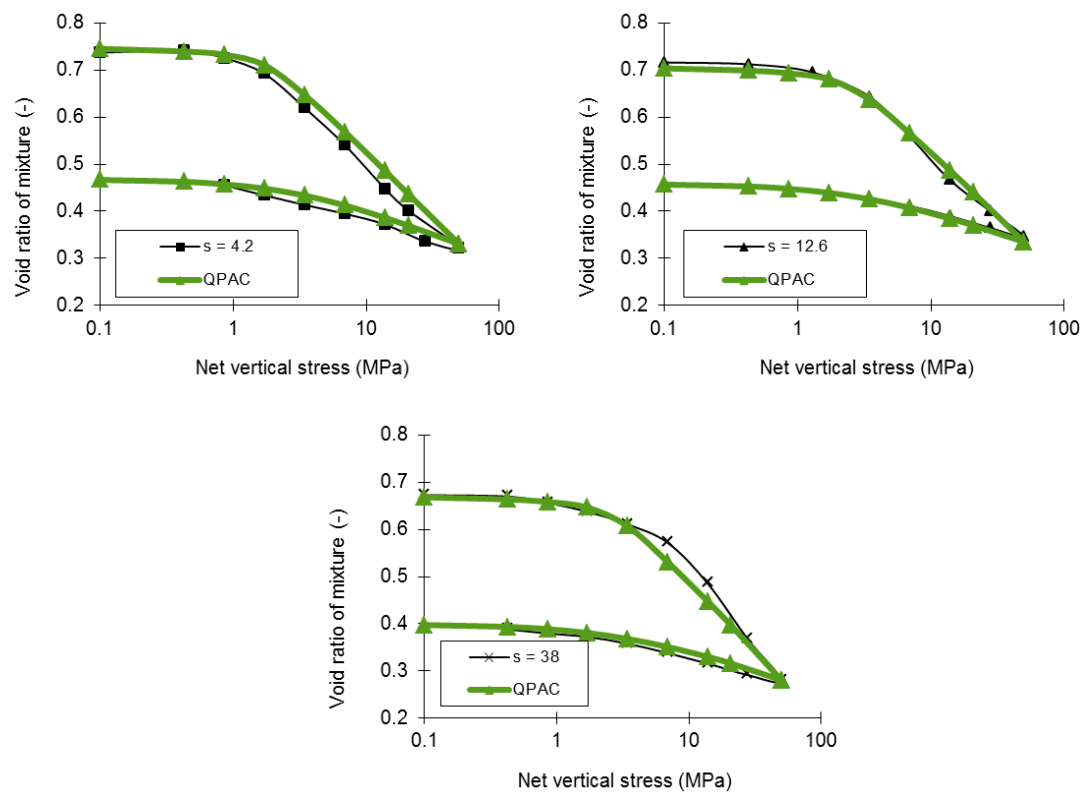 0.8
0.7
0.6
0.5
0.4
0.3
0.2
Void ratio of mixture (-)
s = 4.2
QPAC
0.1
1
10
100
Net vertical stress (MPa)
0.8
0.7
0.6
0.5
0.4
0.3
0.2
Void ratio of mixture (-)
s = 12.6
QPAC
0.1
1
10
100
Net vertical stress (MPa)
0.8
0.7
0.6
0.5
0.4
0.3
0.2
Void ratio of mixture (-)
s = 38
QPAC
0.1
1
10
100
Net vertical stress (MPa)